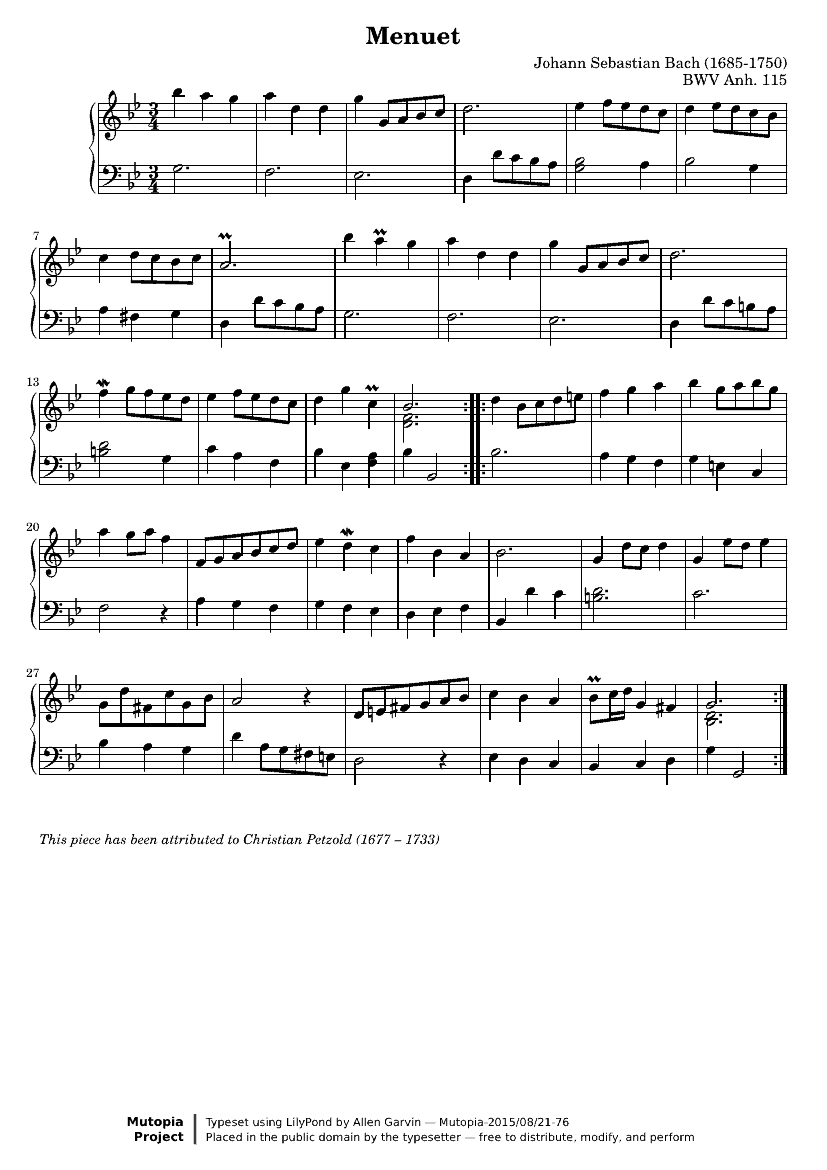 Menuet
Johann Sebastian Bach (1685-1750)
BWV Anh. 115
7
13
20
27
This piece has been attributed to Christian Petzold (1677 – 1733)
Mutopia
Project
Typeset using LilyPond by Allen Garvin — Mutopia-2015/08/21-76
Placed in the public domain by the typesetter — free to distribute, modify, and perform